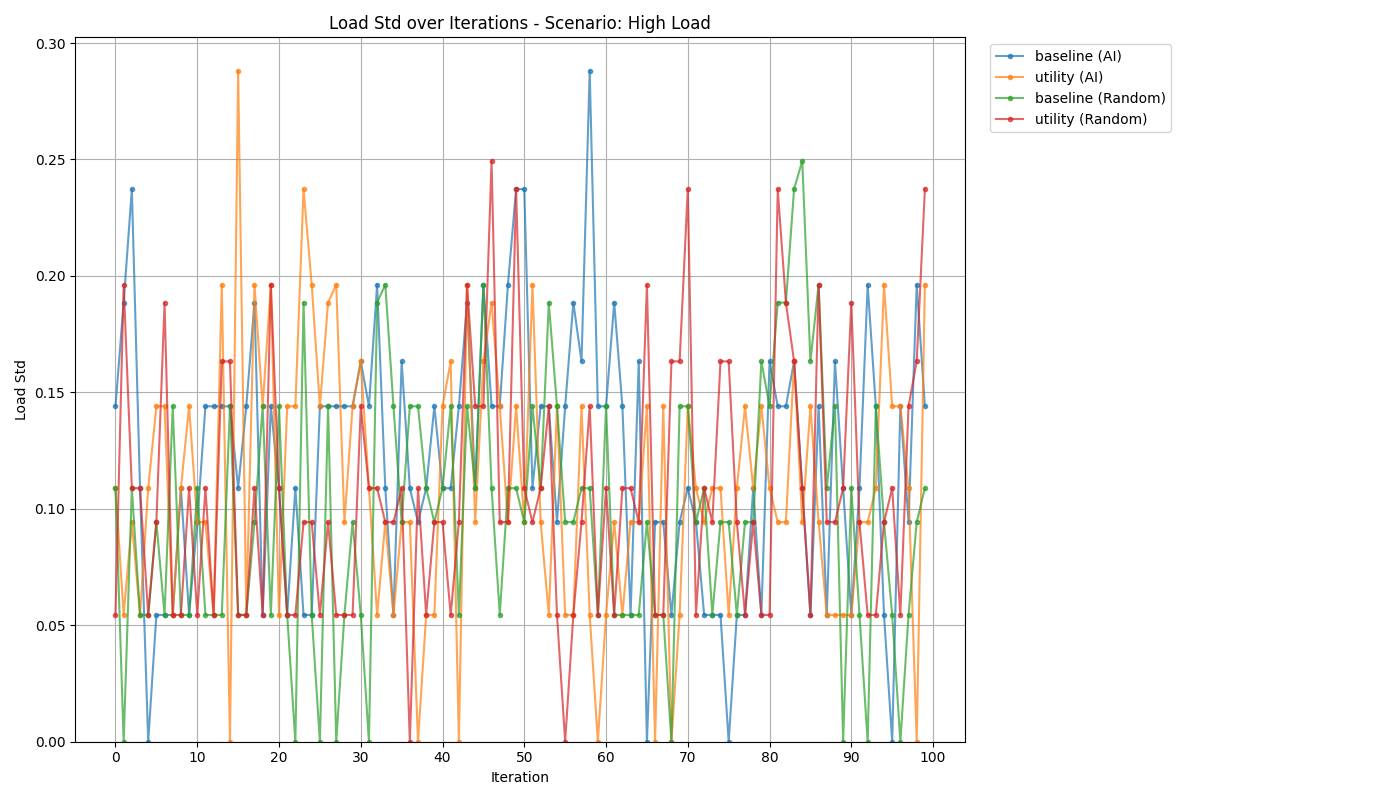 Load Std over Iterations - Scenario: High Load
0.30
0.25
0.20
0.15
0.10
0.05
0.00
Load Std
0 10 20 30 40 50 60 70 80 90 100
Iteration
baseline (AI)
utility (AI)
baseline (Random)
utility (Random)